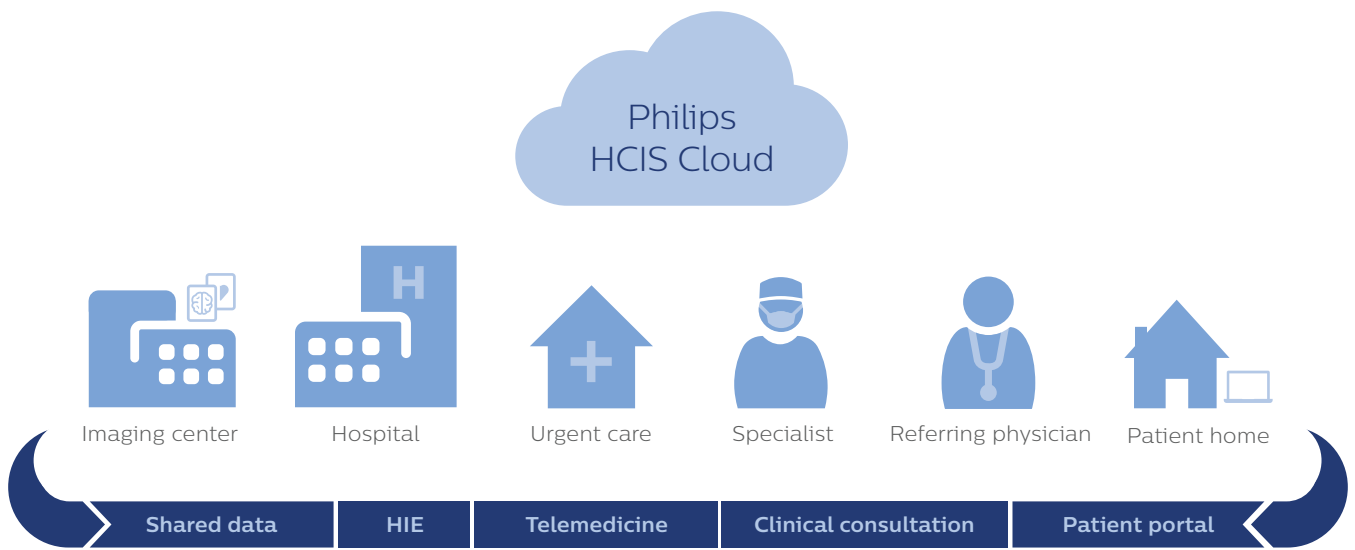 Philips
HCIS Cloud
H
Imaging center
Hospital
Urgent care
Specialist
Referring physician
Patient home
Shared data
HIE
Telemedicine
Clinical consultation
Patient portal